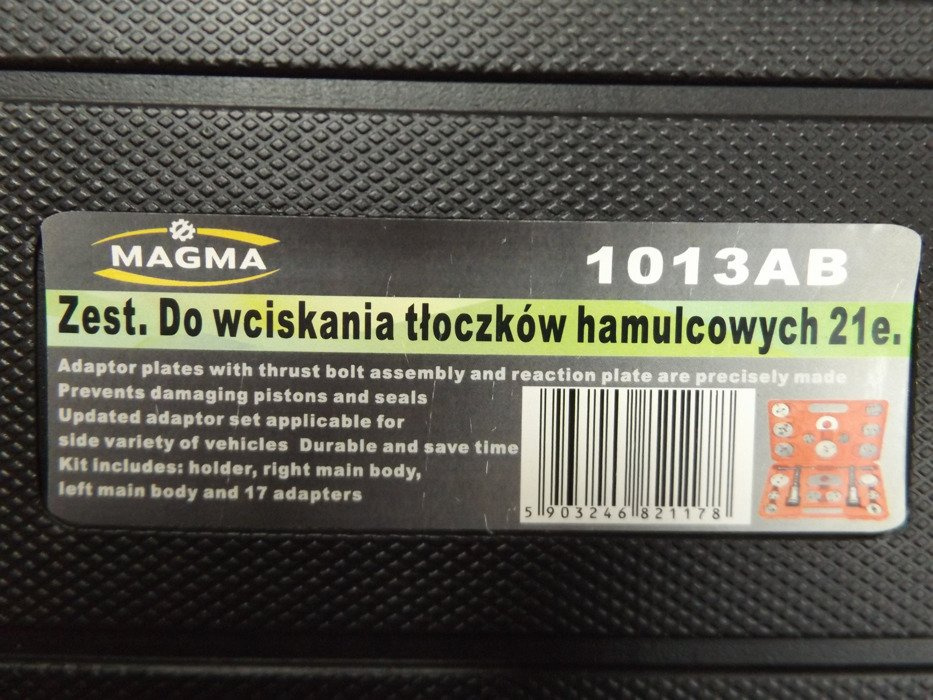 MAGMA
1013AB
Zest. Do wciskania tłoczków hamulcowych 21e.
Adaptor plates with thrust bolt assembly and reaction plate are precisely made
Prevents damaging pistons and seals
Updated adaptor set applicable for
side variety of vehicles Durable and save time
Kit includes: holder, right main body,
left main body and 17 adapters
5 903246 821178